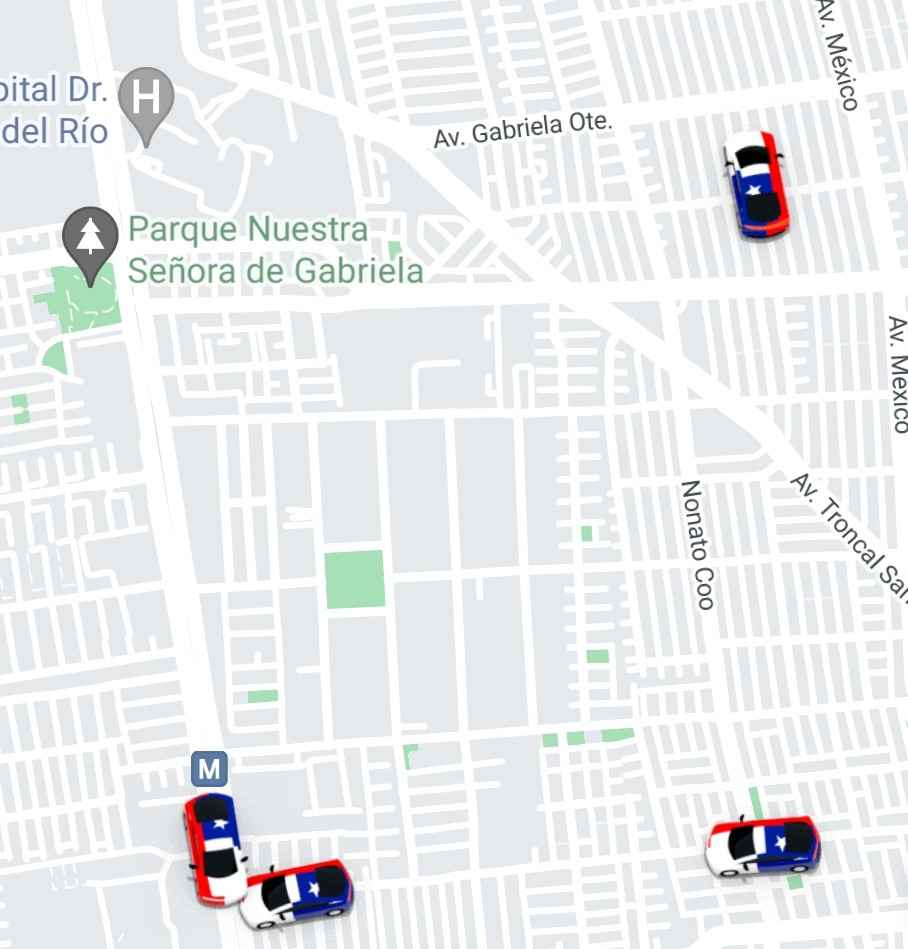 Av. México
pital Dr.
del Río
H
Av. Gabriela Ote.
Parque Nuestra
Señora de Gabriela
Av. Mexico
Nonato Coo
Av. Troncal San
M